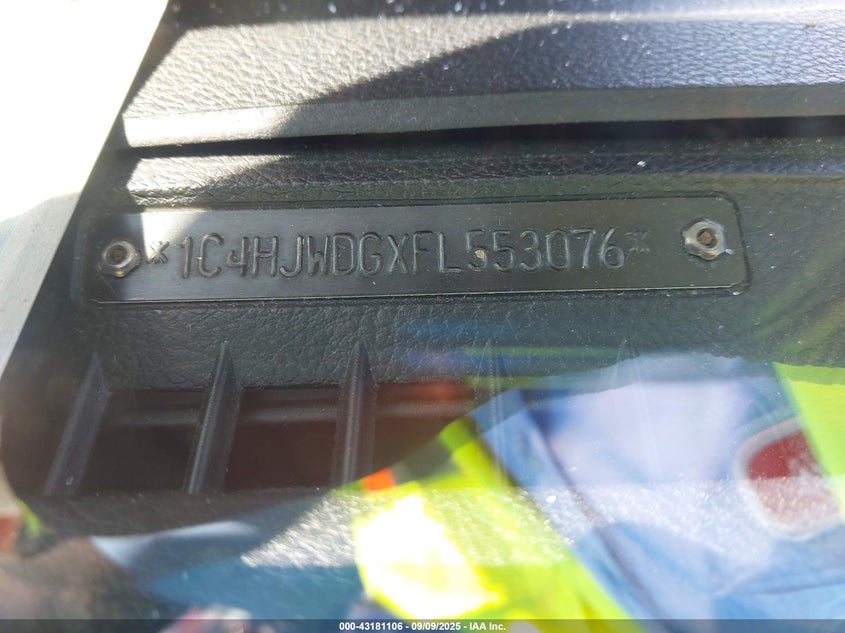 *1C4HJWDGXFL553076*
000-43181106 - 09/09/2025 - IAA Inc.